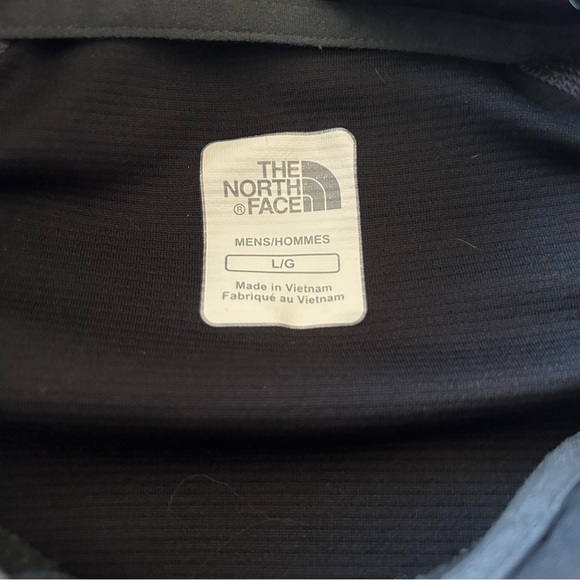 THE
NORTH
® FACE
MENS/HOMMES
L/G
Made in Vietnam
Fabriqué au Vietnam